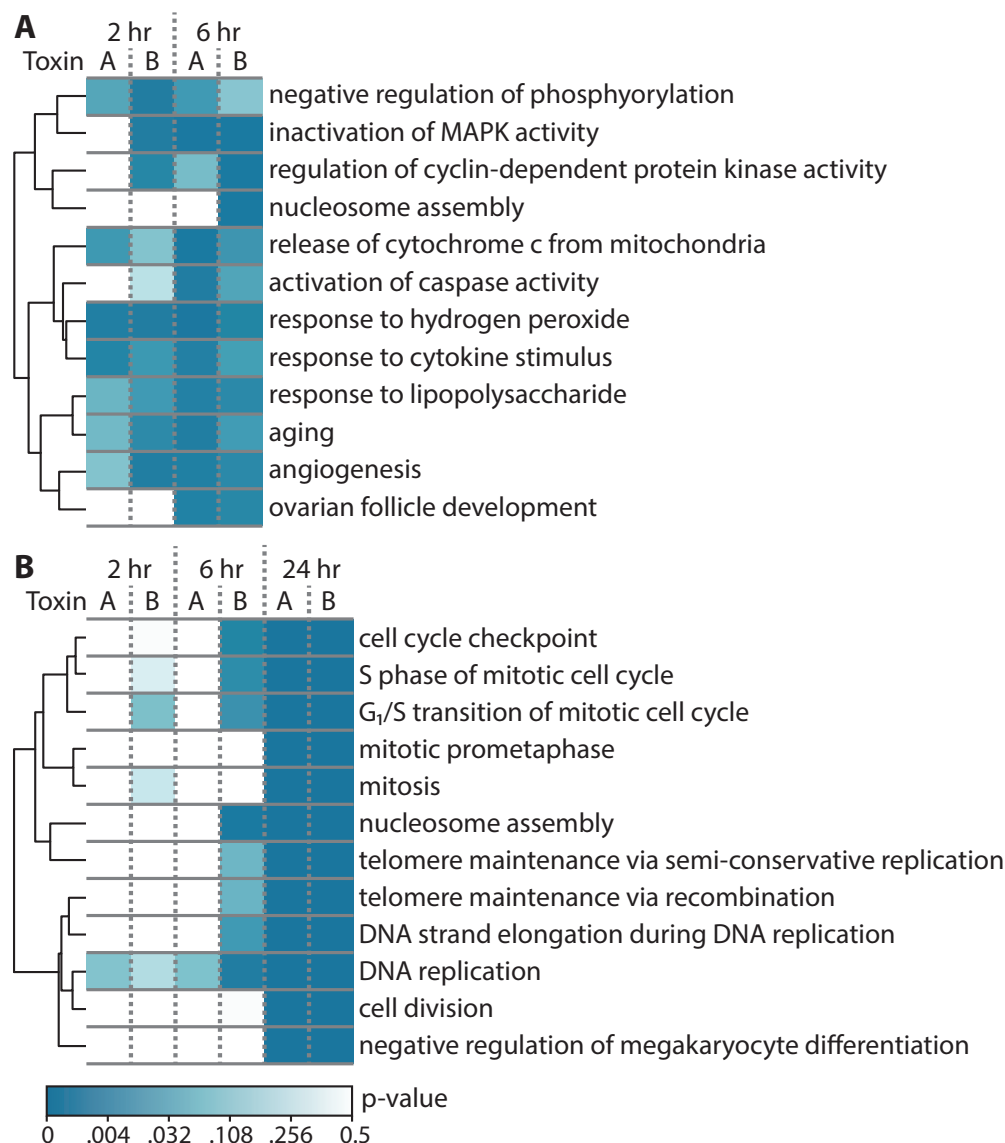 A
2 hr 6 hr
Toxin A B A B
negative regulation of phosphyorylation
inactivation of MAPK activity
regulation of cyclin-dependent protein kinase activity
nucleosome assembly
release of cytochrome c from mitochondria
activation of caspase activity
response to hydrogen peroxide
response to cytokine stimulus
response to lipopolysaccharide
aging
angiogenesis
ovarian follicle development
B
2 hr 6 hr 24 hr
Toxin A B A B A B
cell cycle checkpoint
S phase of mitotic cell cycle
G₁/S transition of mitotic cell cycle
mitotic prometaphase
mitosis
nucleosome assembly
telomere maintenance via semi-conservative replication
telomere maintenance via recombination
DNA strand elongation during DNA replication
DNA replication
cell division
negative regulation of megakaryocyte differentiation
p-value
0 .004 .032 .108 .256 0.5